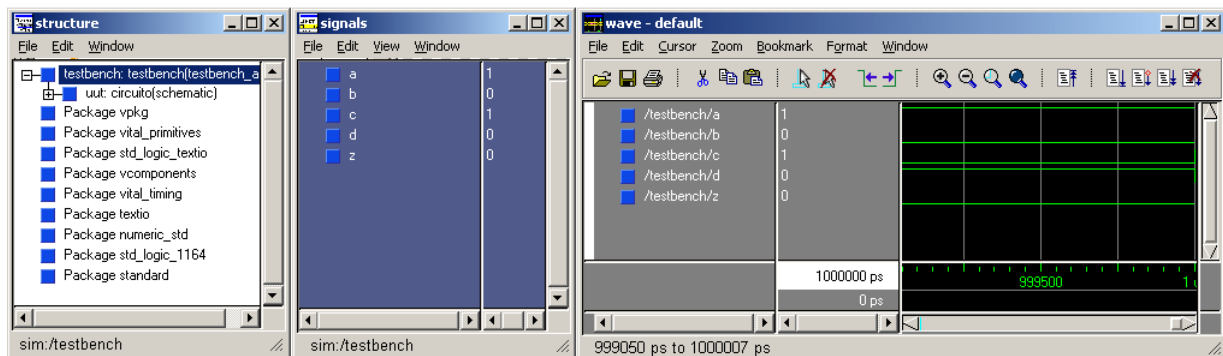 structure
File Edit Window
testbench: testbench(testbench_a
uut: circuito(schematic)
Package vpkg
Package vital_primitives
Package std_logic_textio
Package vcomponents
Package vital_timing
Package textio
Package numeric_std
Package std_logic_1164
Package standard
sim:/testbench
signals
File Edit View Window
a 1
b 0
c 1
d 0
z 0
sim:/testbench
wave - default
File Edit Cursor Zoom Bookmark Format Window
/testbench/a 1
/testbench/b 0
/testbench/c 1
/testbench/d 0
/testbench/z 0
1000000 ps
999500 1
0 ps
999050 ps to 1000007 ps